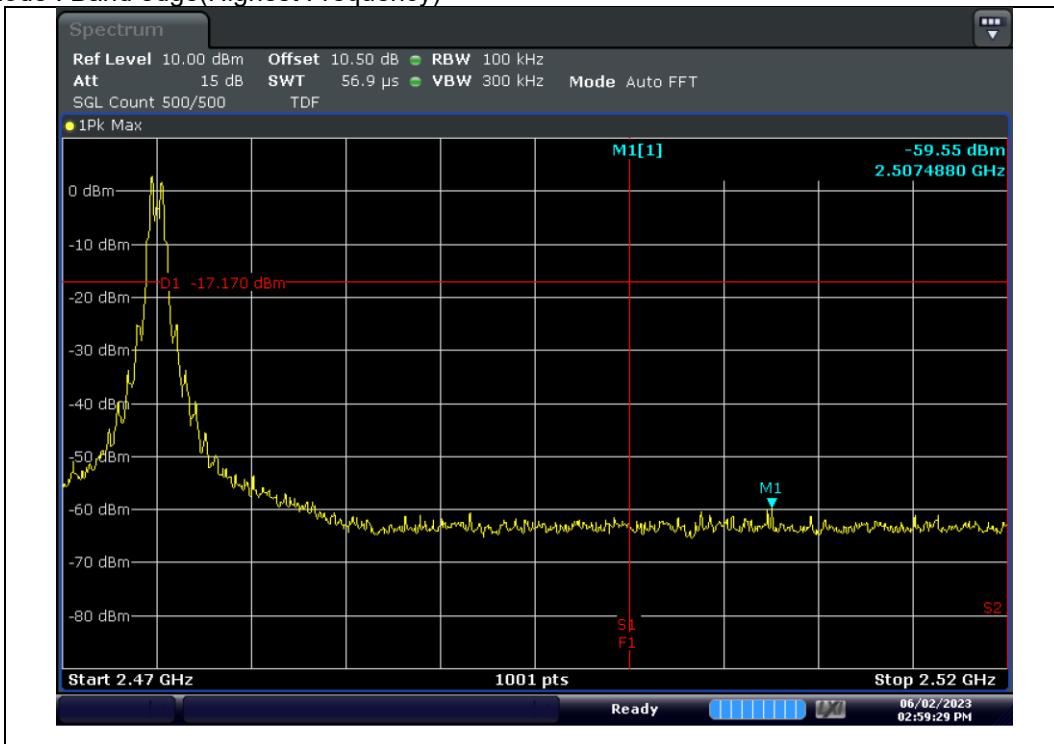 Band edge(Highest Frequency)
Spectrum
Ref Level 10.00 dBm Offset 10.50 dB RBW 100 kHz
Att 15 dB SWT 56.9 µs VBW 300 kHz Mode Auto FFT
SGL Count 500/500 TDF
1Pk Max
M1[1] -59.55 dBm
2.5074880 GHz
0 dBm
-10 dBm
D1 -17.170 dBm
-20 dBm
-30 dBm
-40 dBm
-50 dBm
M1
-60 dBm
-70 dBm
-80 dBm
S1
S2
F1
Start 2.47 GHz 1001 pts Stop 2.52 GHz
Ready 06/02/2023
02:59:29 PM